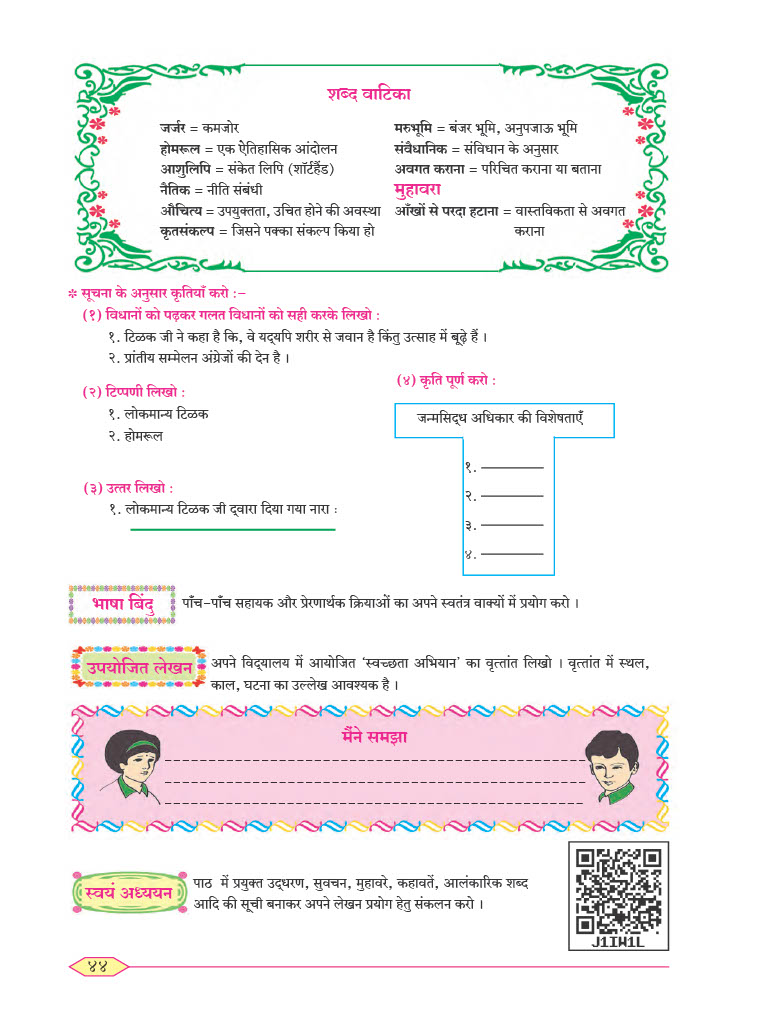 शब्द वाटिका
जर्जर = कमजोर
होमरूल = एक ऐतिहासिक आंदोलन
आशुलिपि = संकेत लिपि (शॉर्टहैंड)
नैतिक = नीति संबंधी
औचित्य = उपयुक्तता, उचित होने की अवस्था
कृतसंकल्प = जिसने पक्का संकल्प किया हो
मरुभूमि = बंजर भूमि, अनुपजाऊ भूमि
संवैधानिक = संविधान के अनुसार
अवगत कराना = परिचित कराना या बताना
मुहावरा
आँखों से परदा हटाना = वास्तविकता से अवगत
कराना
* सूचना के अनुसार कृतियाँ करो :–
(१) विधानों को पढ़कर गलत विधानों को सही करके लिखो :
१. टिळक जी ने कहा है कि, वे यद्यपि शरीर से जवान है किंतु उत्साह में बूढ़े हैं ।
२. प्रांतीय सम्मेलन अंग्रेजों की देन है ।
(२) टिप्पणी लिखो :
१. लोकमान्य टिळक
२. होमरूल
(३) उत्तर लिखो :
१. लोकमान्य टिळक जी द्वारा दिया गया नारा :
(४) कृति पूर्ण करो :
जन्मसिद्ध अधिकार की विशेषताएँ
१.
२.
३.
४.
भाषा बिंदु
पाँच-पाँच सहायक और प्रेरणार्थक क्रियाओं का अपने स्वतंत्र वाक्यों में प्रयोग करो ।
उपयोजित लेखन
अपने विद्यालय में आयोजित ‘स्वच्छता अभियान’ का वृत्तांत लिखो । वृत्तांत में स्थल,
काल, घटना का उल्लेख आवश्यक है ।
मैंने समझा
स्वयं अध्ययन
पाठ में प्रयुक्त उद्धरण, सुवचन, मुहावरे, कहावतें, आलंकारिक शब्द
आदि की सूची बनाकर अपने लेखन प्रयोग हेतु संकलन करो ।
J1IW1L
४४